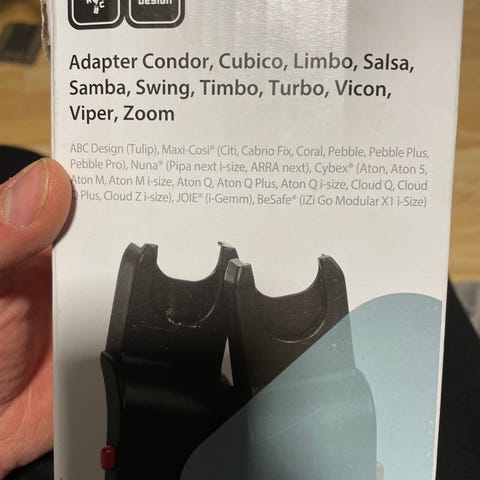 DESIGN
Adapter Condor, Cubico, Limbo, Salsa,
Samba, Swing, Timbo, Turbo, Vicon,
Viper, Zoom
ABC Design (Tulip), Maxi-Cosi® (Citi, Cabrio Fix, Coral, Pebble, Pebble Plus,
Pebble Pro), Nuna® (Pipa next i-size, ARRA next), Cybex® (Aton, Aton 5,
Aton M, Aton M i-size, Aton Q, Aton Q Plus, Aton Q i-size, Cloud Q, Cloud
Plus, Cloud Z i-size), JOIE® (i-Gemm), BeSafe® (iZi Go Modular X1 i-Size)